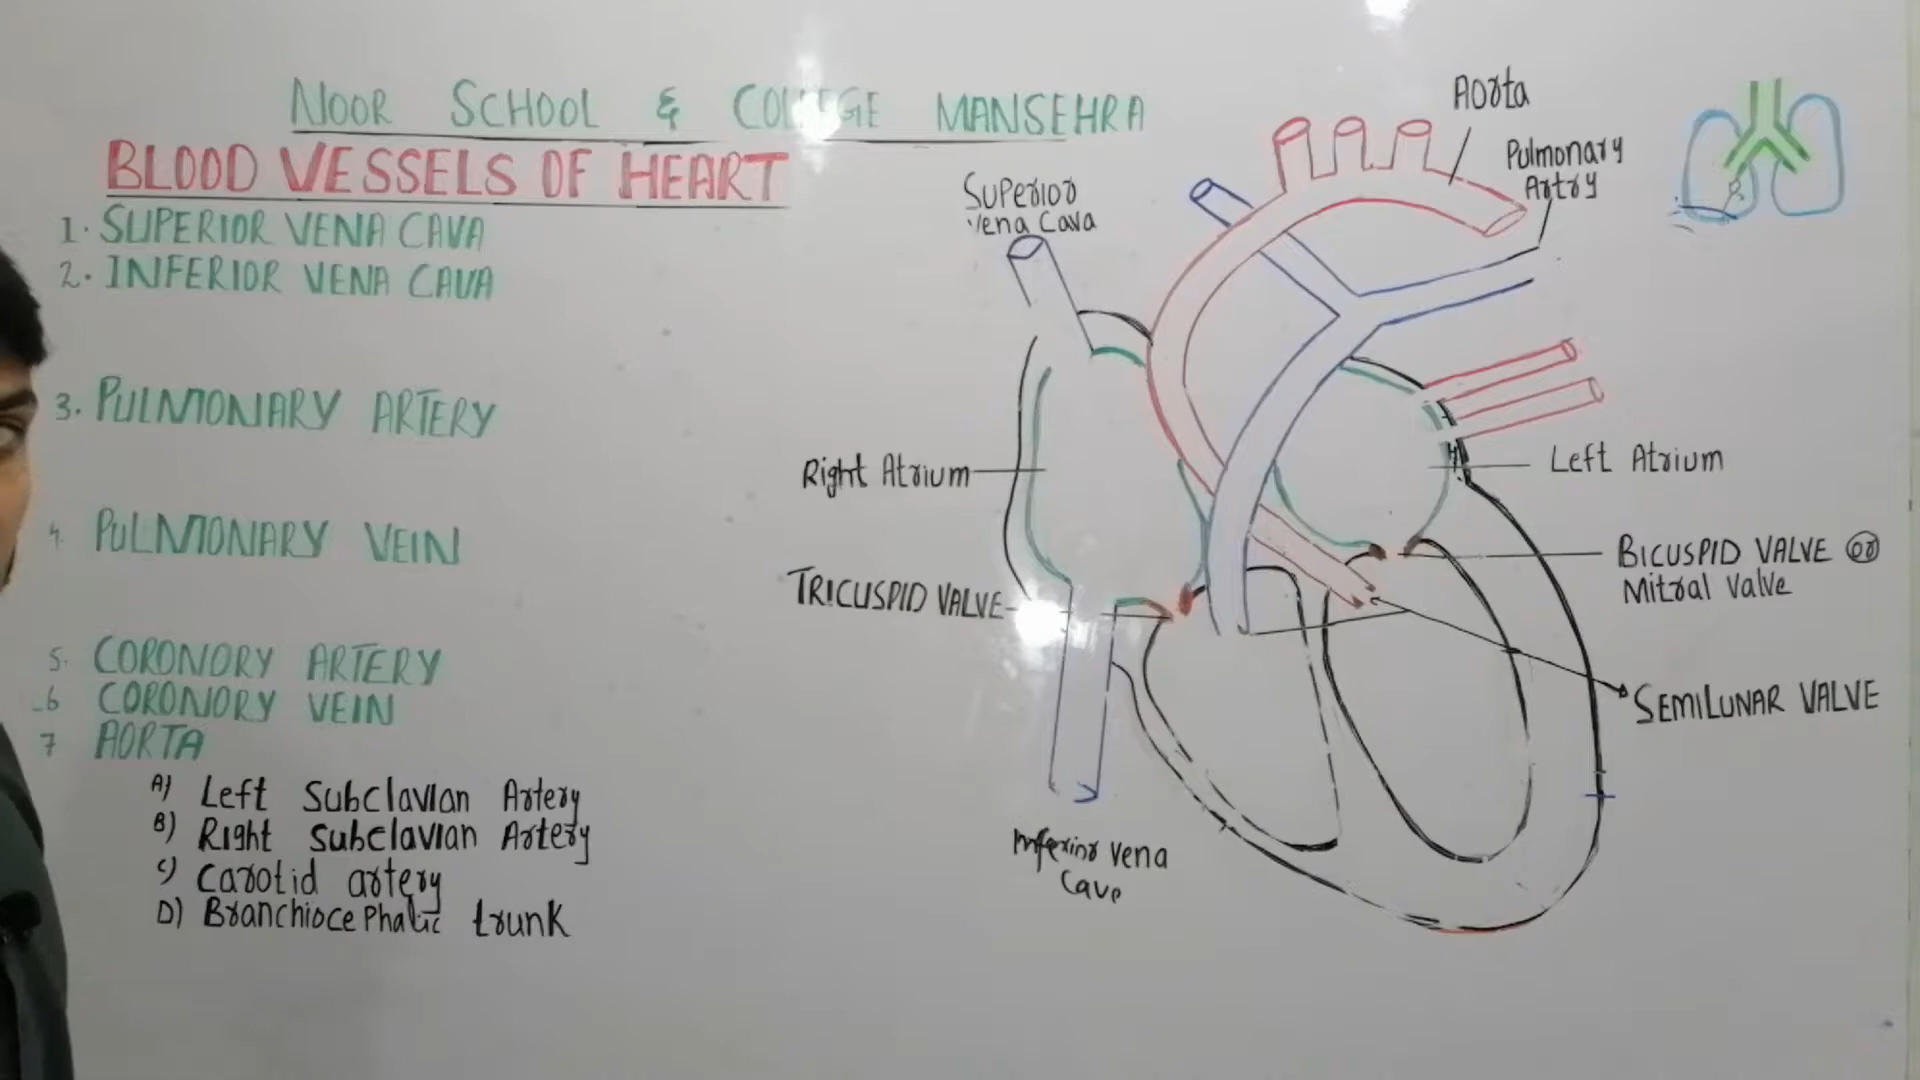 NOOR SCHOOL & COLLEGE MANSEHRA
BLOOD VESSELS OF HEART
1. SUPERIOR VENA CAVA
2. INFERIOR VENA CAVA
3. PULMONARY ARTERY
4. PULMONARY VEIN
5. CORONORY ARTERY
6 CORONORY VEIN
7 AORTA
A) Left Subclavian Artery
B) Right Subclavian Artery
C) Carotid artery
D) Branchiocephalic trunk
Aorta
Pulmonary
Artry
Superior
Vena Cava
Right Atrium
Left Atrium
BICUSPID VALVE OR
Mitral Valve
TRICUSPID VALVE
SEMILUNAR VALVE
Inferior Vena
Cave